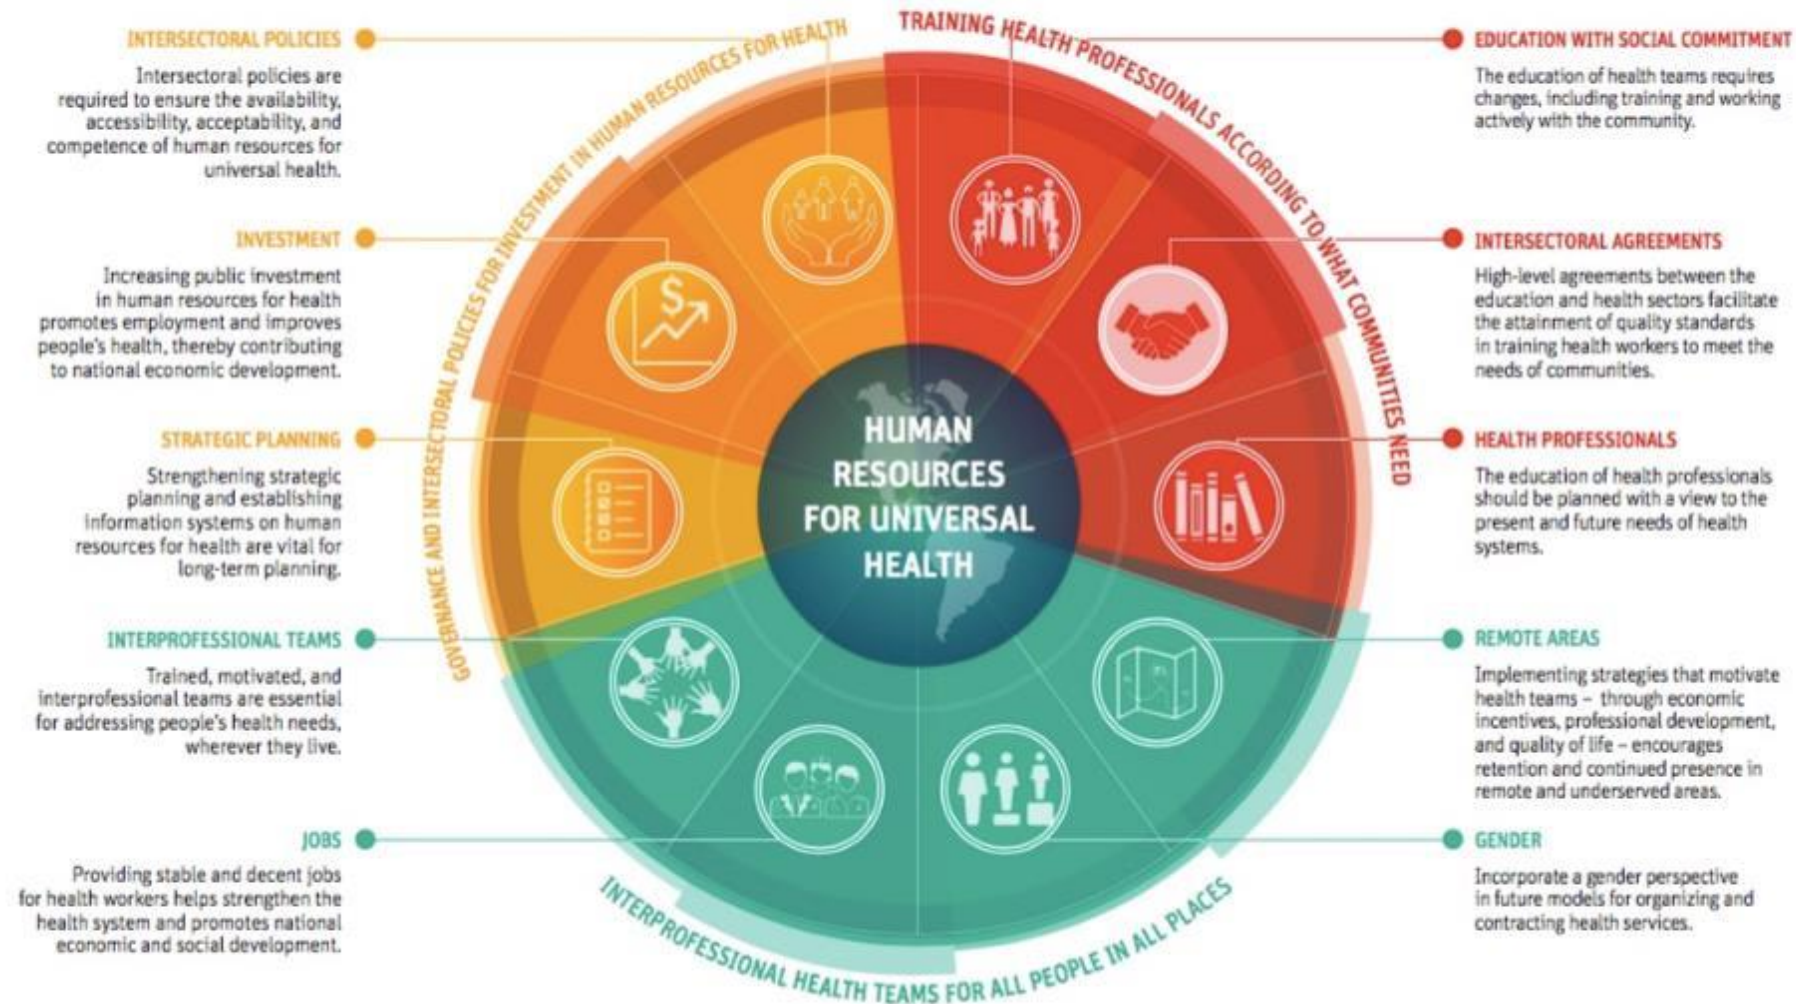 INTERSECTORAL POLICIES
Intersectoral policies are
required to ensure the availability,
accessibility, acceptability, and
competence of human resources for
universal health.
INVESTMENT
Increasing public investment
in human resources for health
promotes employment and improves
people's health, thereby contributing
to national economic development.
STRATEGIC PLANNING
Strengthening strategic
planning and establishing
information systems on human
resources for health are vital for
long-term planning.
INTERPROFESSIONAL TEAMS
Trained, motivated, and
interprofessional teams are essential
for addressing people's health needs,
wherever they live.
JOBS
Providing stable and decent jobs
for health workers helps strengthen the
health system and promotes national
economic and social development.
GOVERNANCE AND INTERSECTORAL POLICIES FOR INVESTMENT IN HUMAN RESOURCES FOR HEALTH
TRAINING HEALTH PROFESSIONALS ACCORDING TO WHAT COMMUNITIES NEED
$
HUMAN
RESOURCES
FOR UNIVERSAL
HEALTH
INTERPROFESSIONAL HEALTH TEAMS FOR ALL PEOPLE IN ALL PLACES
EDUCATION WITH SOCIAL COMMITMENT
The education of health teams requires
changes, including training and working
actively with the community.
INTERSECTORAL AGREEMENTS
High-level agreements between the
education and health sectors facilitate
the attainment of quality standards
in training health workers to meet the
needs of communities.
HEALTH PROFESSIONALS
The education of health professionals
should be planned with a view to the
present and future needs of health
systems.
REMOTE AREAS
Implementing strategies that motivate
health teams – through economic
incentives, professional development,
and quality of life – encourages
retention and continued presence in
remote and underserved areas.
GENDER
Incorporate a gender perspective
in future models for organizing and
contracting health services.